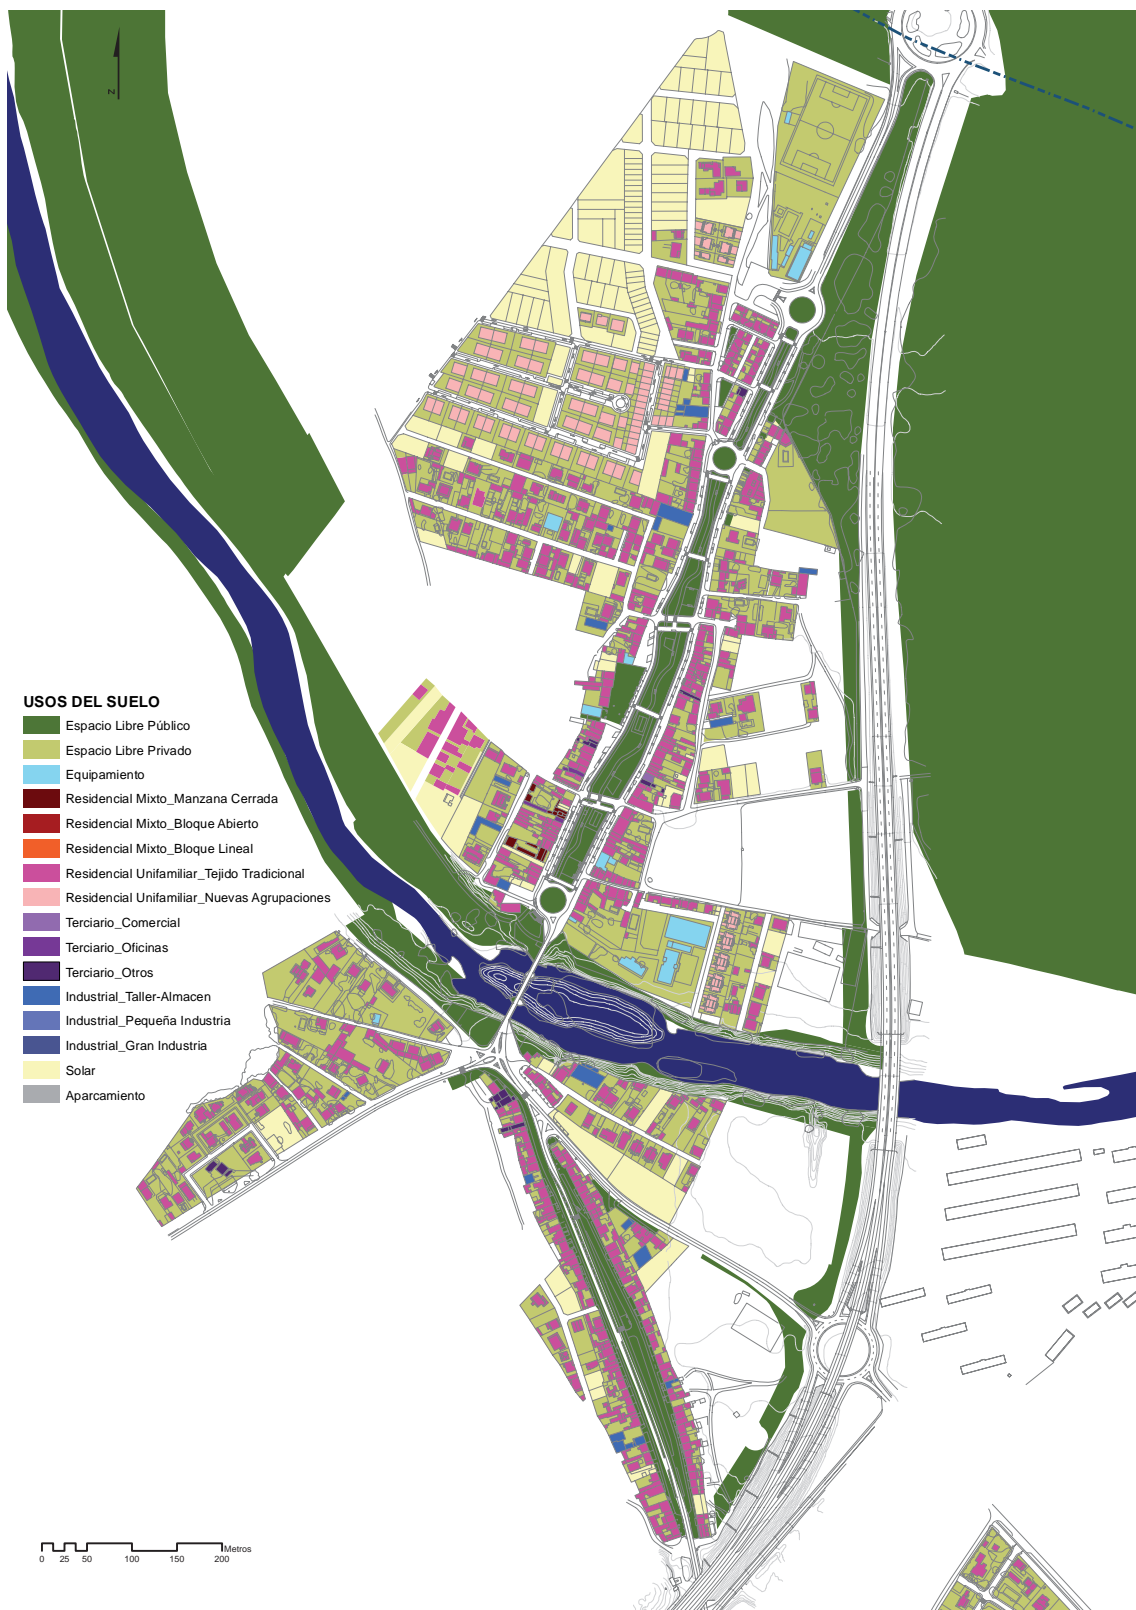 N
USOS DEL SUELO
Espacio Libre Público
Espacio Libre Privado
Equipamiento
Residencial Mixto_Manzana Cerrada
Residencial Mixto_Bloque Abierto
Residencial Mixto_Bloque Lineal
Residencial Unifamiliar_Tejido Tradicional
Residencial Unifamiliar_Nuevas Agrupaciones
Terciario_Comercial
Terciario_Oficinas
Terciario_Otros
Industrial_Taller-Almacen
Industrial_Pequeña Industria
Industrial_Gran Industria
Solar
Aparcamiento
Metros
0 25 50 100 150 200